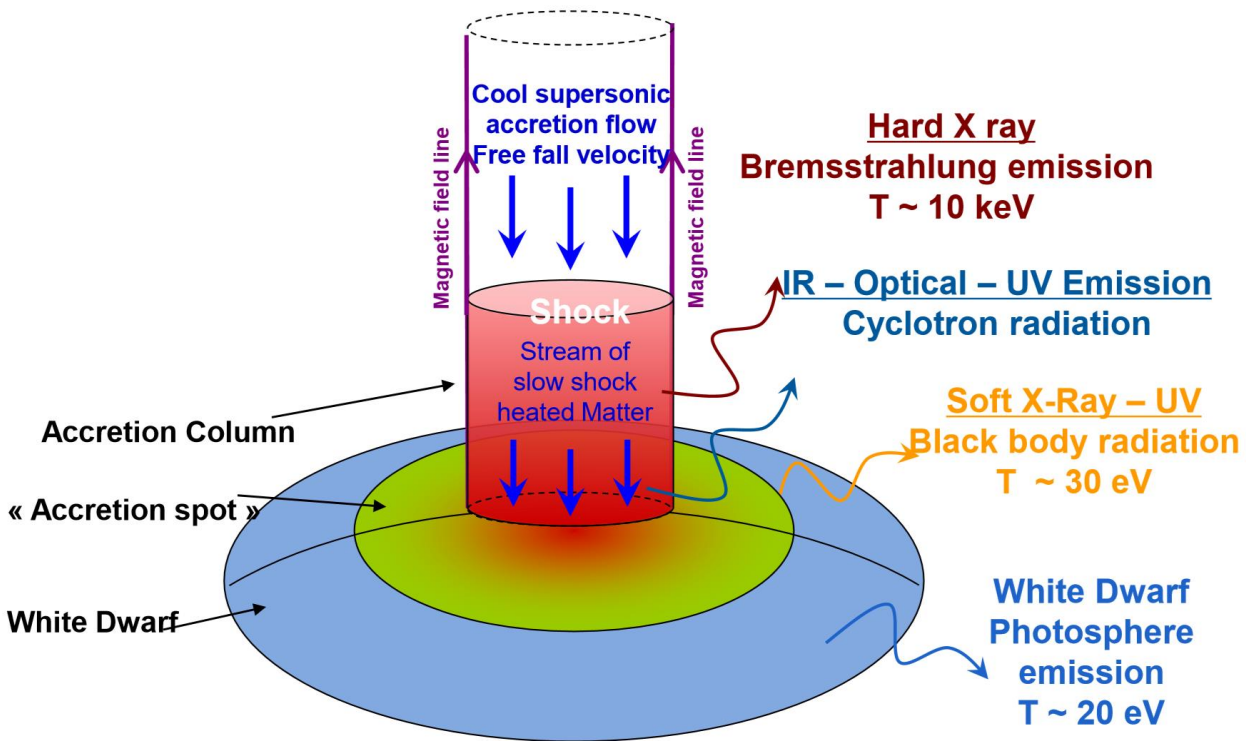 Cool supersonic
accretion flow
Free fall velocity
Magnetic field line
Magnetic field line
Shock
Stream of
slow shock
heated Matter
Accretion Column
« Accretion spot »
White Dwarf
Hard X ray
Bremsstrahlung emission
T ~ 10 keV
IR – Optical – UV Emission
Cyclotron radiation
Soft X-Ray – UV
Black body radiation
T ~ 30 eV
White Dwarf
Photosphere
emission
T ~ 20 eV